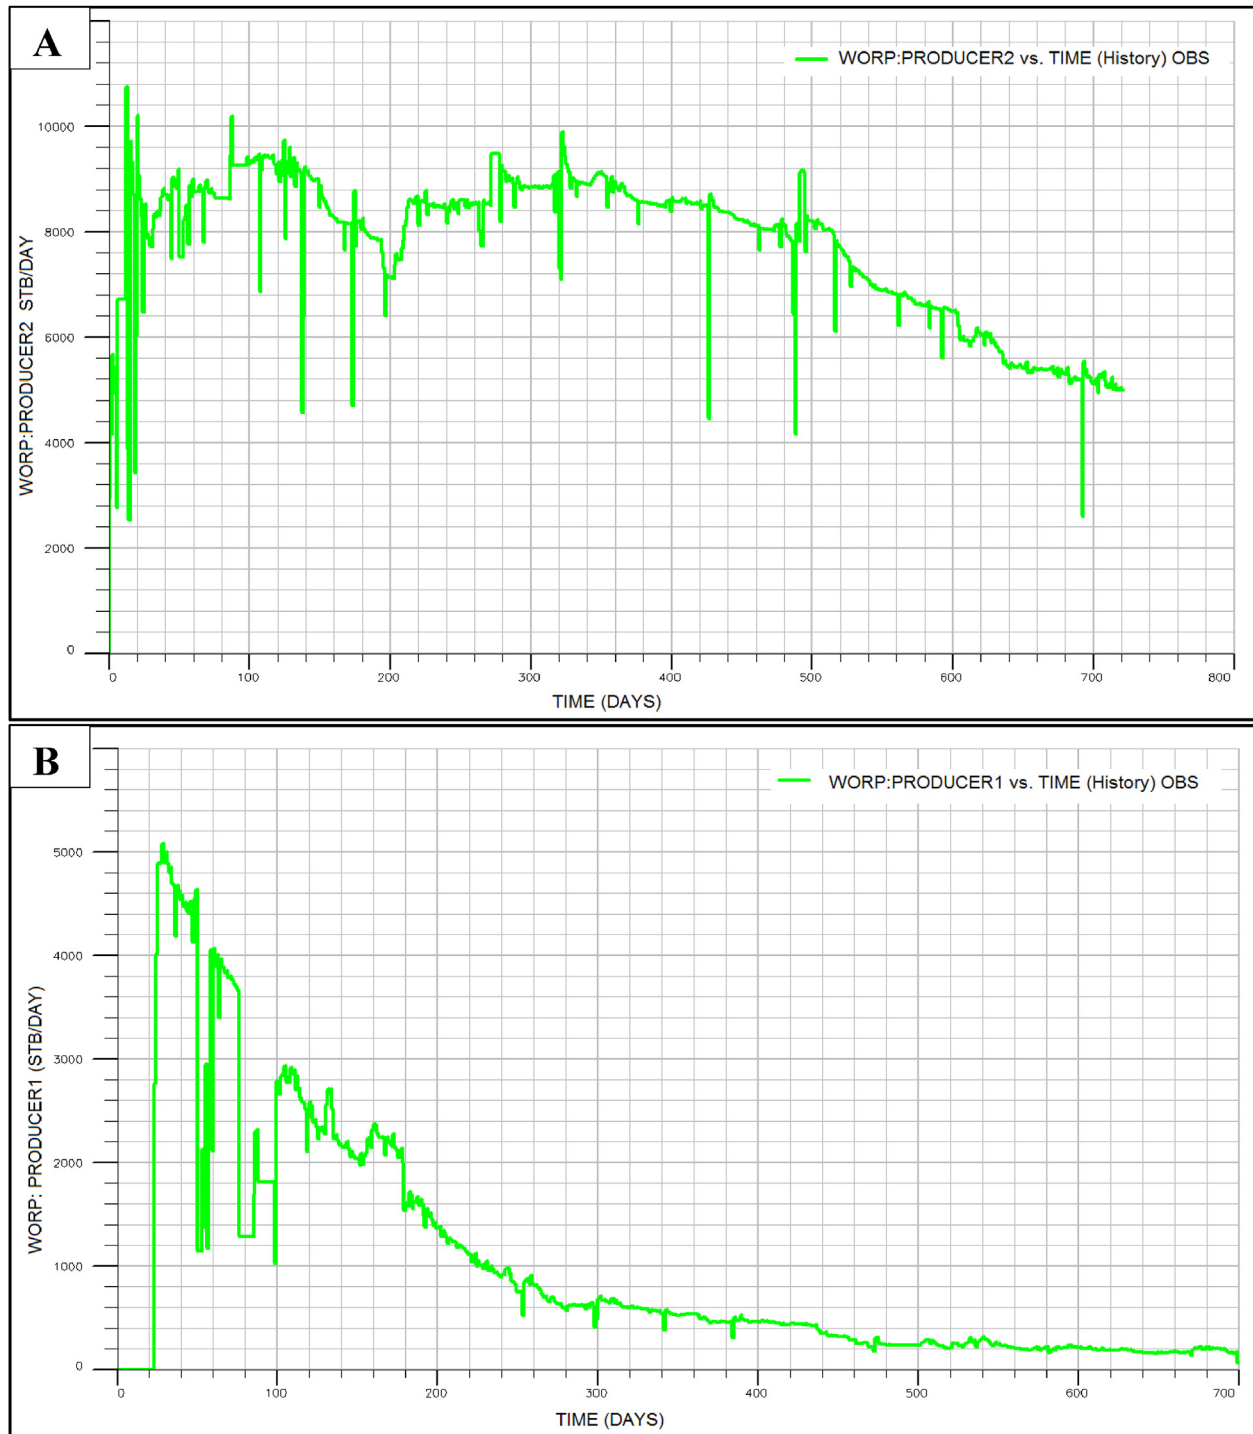 A
WORP:PRODUCER2 vs. TIME (History) OBS
10000
8000
6000
4000
2000
0
WORP:PRODUCER2 STB/DAY
0 100 200 300 400 500 600 700 800
TIME (DAYS)
B
WORP:PRODUCER1 vs. TIME (History) OBS
5000
4000
3000
2000
1000
0
WORP: PRODUCER1 (STB/DAY)
0 100 200 300 400 500 600 700
TIME (DAYS)